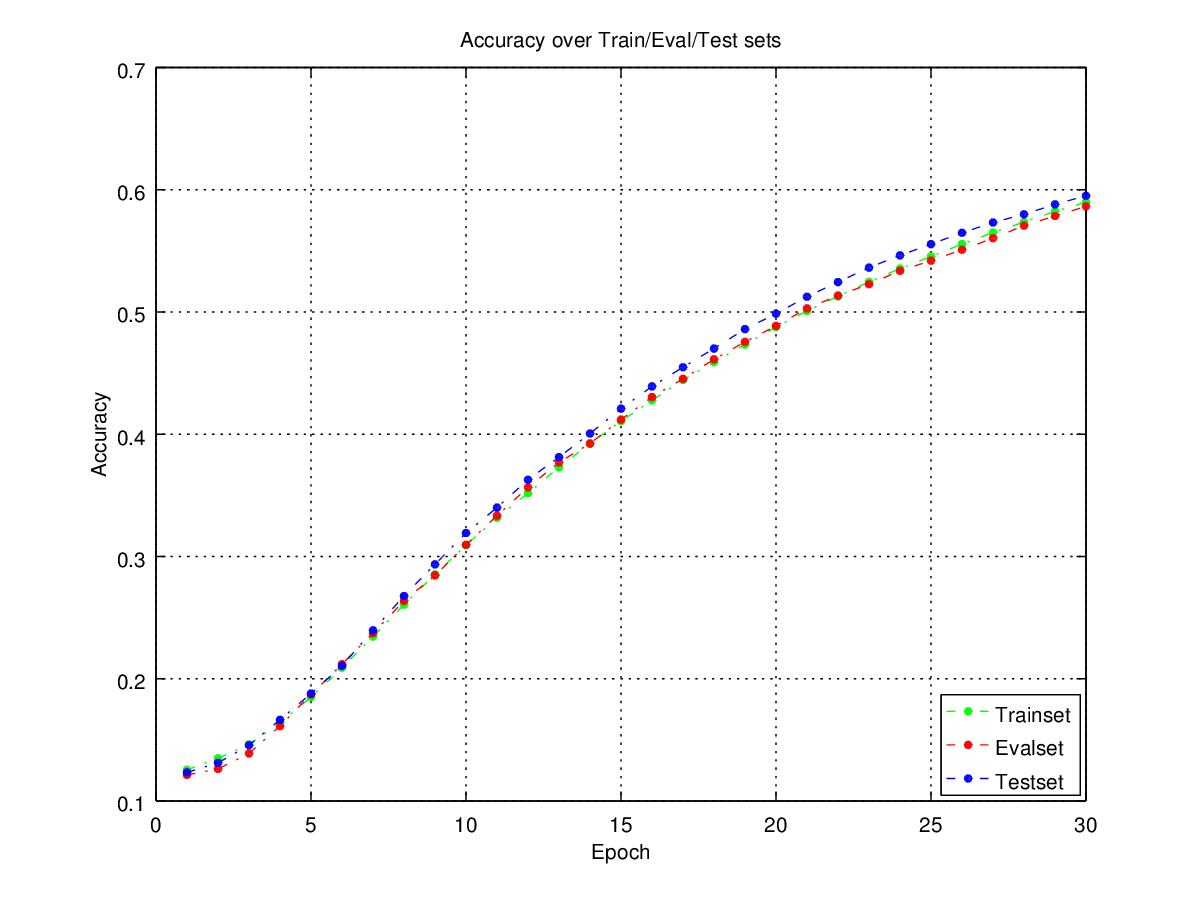 Accuracy over Train/Eval/Test sets
0.7
0.6
0.5
0.4
0.3
0.2
0.1
Accuracy
Trainset
Evalset
Testset
0 5 10 15 20 25 30
Epoch